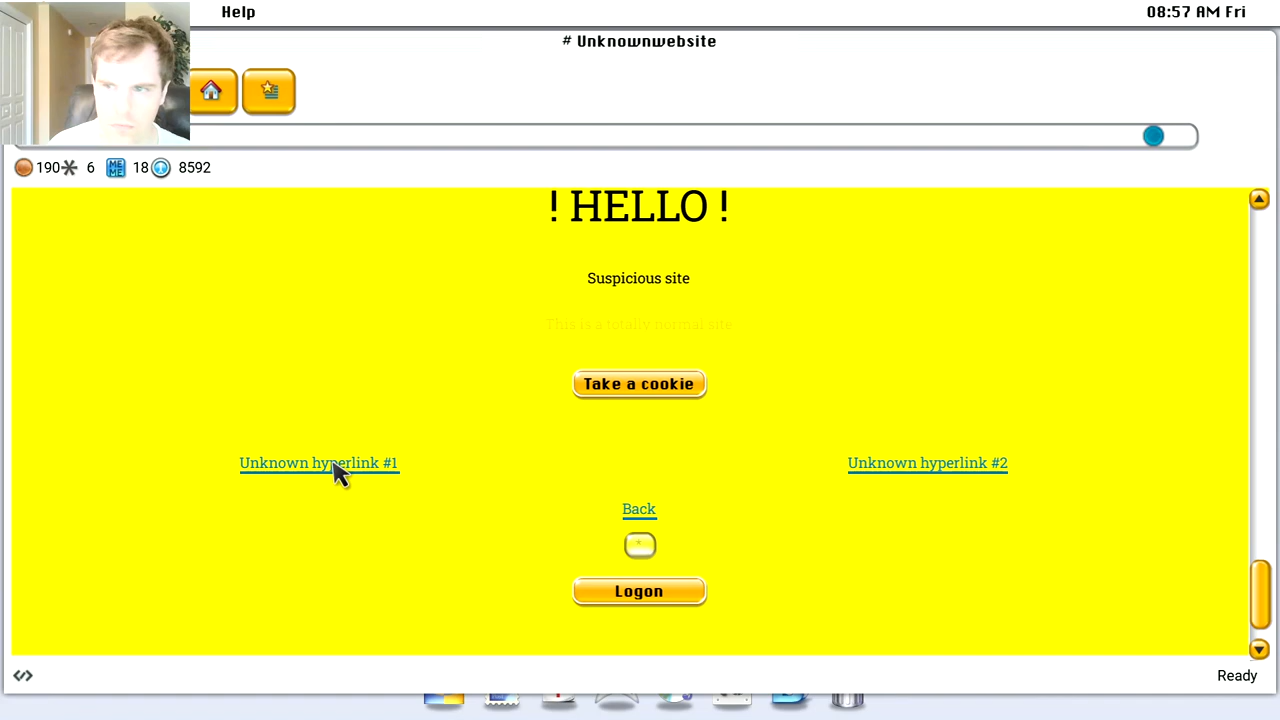 Help
08:57 AM Fri
# Unknownwebsite
190 6 MEME 18 8592
! HELLO !
Suspicious site
This is a totally normal site
Take a cookie
Unknown hyperlink #1
Unknown hyperlink #2
Back
*
Logon
Ready